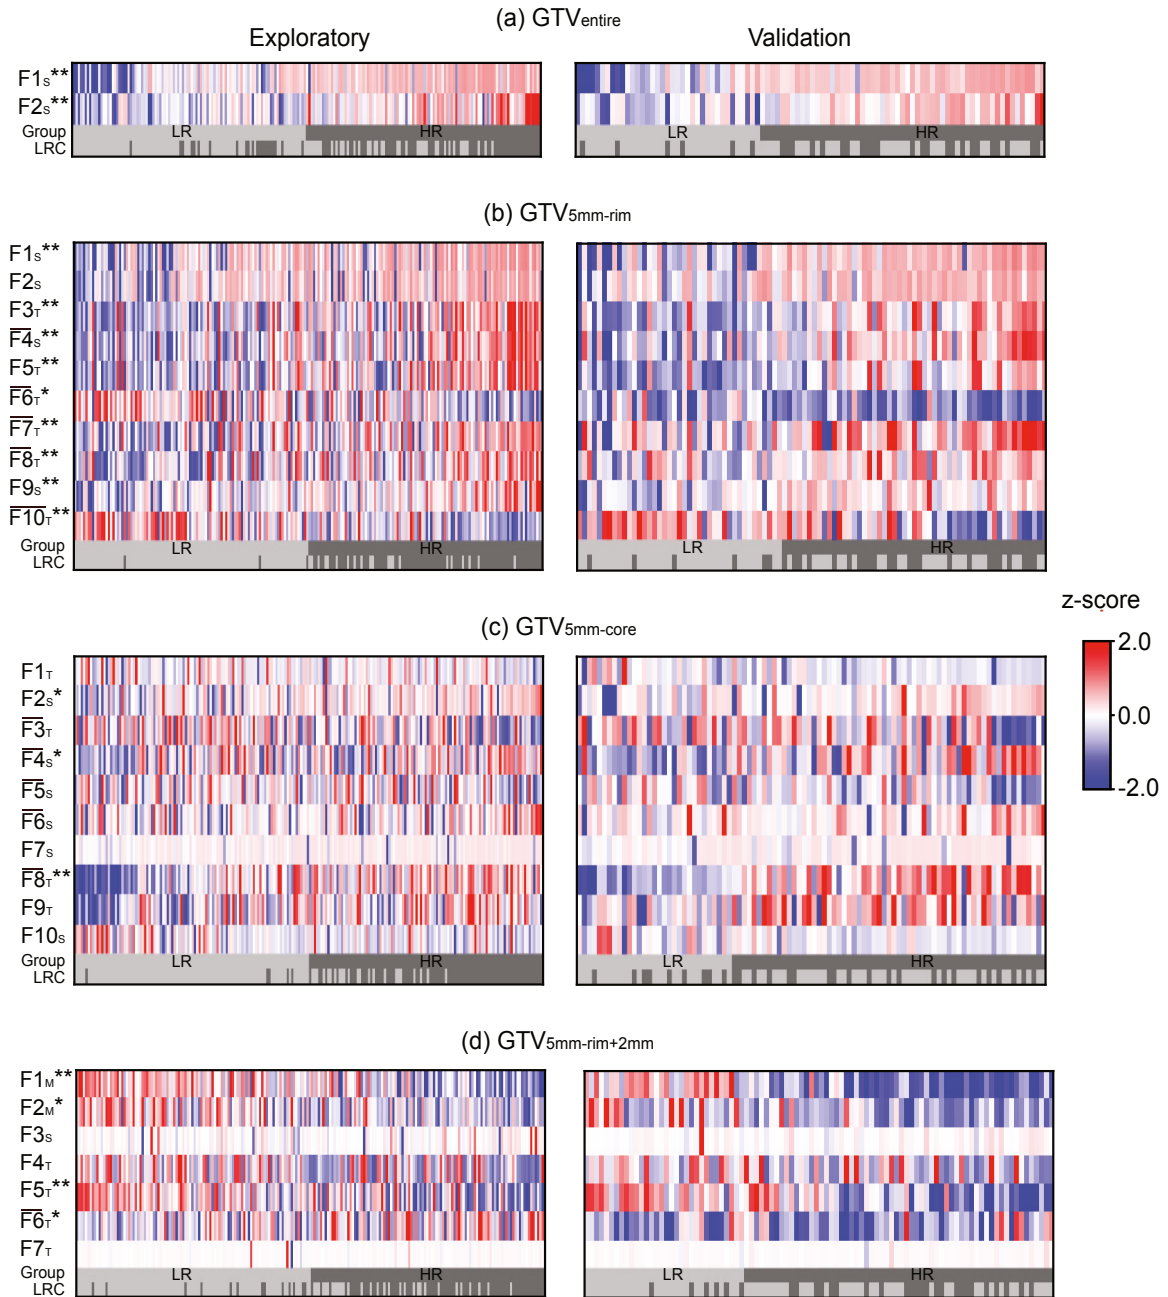 (a) GTVentire
Exploratory Validation
F1S**
F2S**
Group LR HR LR HR
LRC
(b) GTV5mm-rim
F1S**
F2S
F3T**
F4S**
F5T**
F6T*
F7T**
F8T**
F9S**
F10T**
Group LR HR LR HR
LRC
(c) GTV5mm-core
z-score
2.0
0.0
-2.0
F1T
F2S*
F3T
F4S*
F5S
F6S
F7S
F8T**
F9T
F10S
Group LR HR LR HR
LRC
(d) GTV5mm-rim+2mm
F1M**
F2M*
F3S
F4T
F5T**
F6T*
F7T
Group LR HR LR HR
LRC